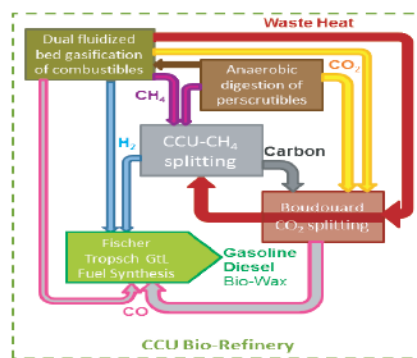 Waste Heat
Dual fluidized
bed gasification
of combustibles
Anaerobic
digestion of
perscrutibles
CO2
CH4
H2
CCU-CH4
splitting
Carbon
Boudouard
CO2 splitting
Fischer
Tropsch GtL
Fuel Synthesis
Gasoline
Diesel
Bio-Wax
CO
CCU Bio-Refinery